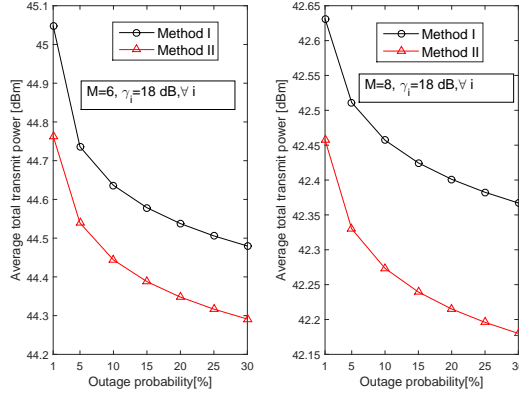 Method I
Method II
M=6, γi=18 dB,∀ i
Average total transmit power [dBm]
45.1
45
44.9
44.8
44.7
44.6
44.5
44.4
44.3
44.2
1 5 10 15 20 25 30
Outage probability[%]
Method I
Method II
M=8, γi=18 dB,∀ i
Average total transmit power [dBm]
42.65
42.6
42.55
42.5
42.45
42.4
42.35
42.3
42.25
42.2
42.15
1 5 10 15 20 25 30
Outage probability[%]